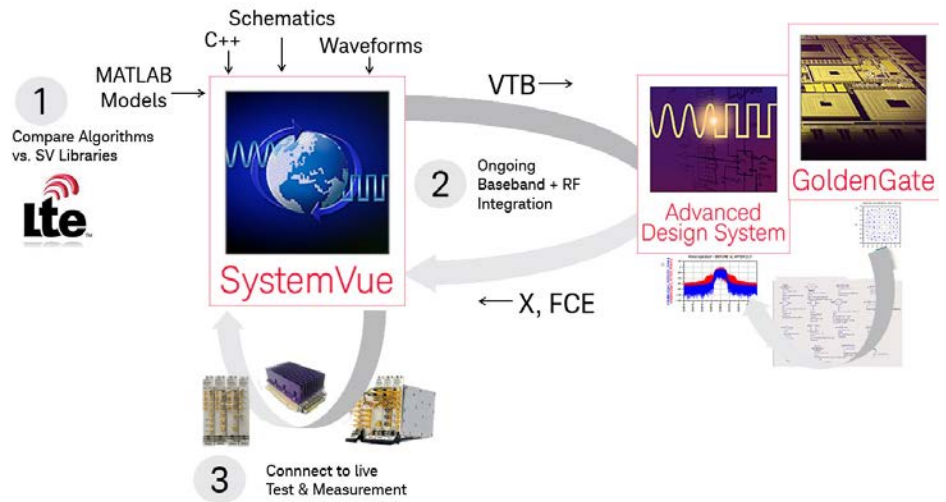 Schematics
C++
Waveforms
MATLAB
Models
1
Compare Algorithms
vs. SV Libraries
LTE
TM
SystemVue
VTB
2
Ongoing
Baseband + RF
Integration
X, FCE
Advanced
Design System
GoldenGate
3
Connnect to live
Test & Measurement